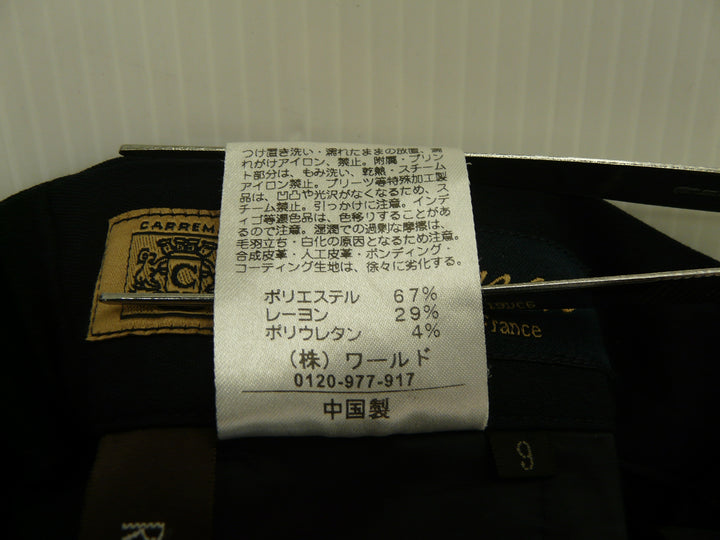 つけ置き洗い・濡れたままの放置、濡
れがけアイロン、禁止。附属・プリン
ト部分は、もみ洗い、乾熱・スチーム
アイロン禁止。プリーツ等特殊加工製
品は、凹凸や光沢がなくなるため、ス
チーム禁止。引っかけに注意。インデ
ィゴ等濃色品は、色移りすることがあ
るので注意。湿潤での過剰な摩擦は、
毛羽立ち・白化の原因となるため注意。
合成皮革・人工皮革・ボンディング・
コーティング生地は、徐々に劣化する。
ポリエステル 67%
レーヨン 29%
ポリウレタン 4%
(株)ワールド
0120-977-917
中国製
CARREM
C
France
9
R